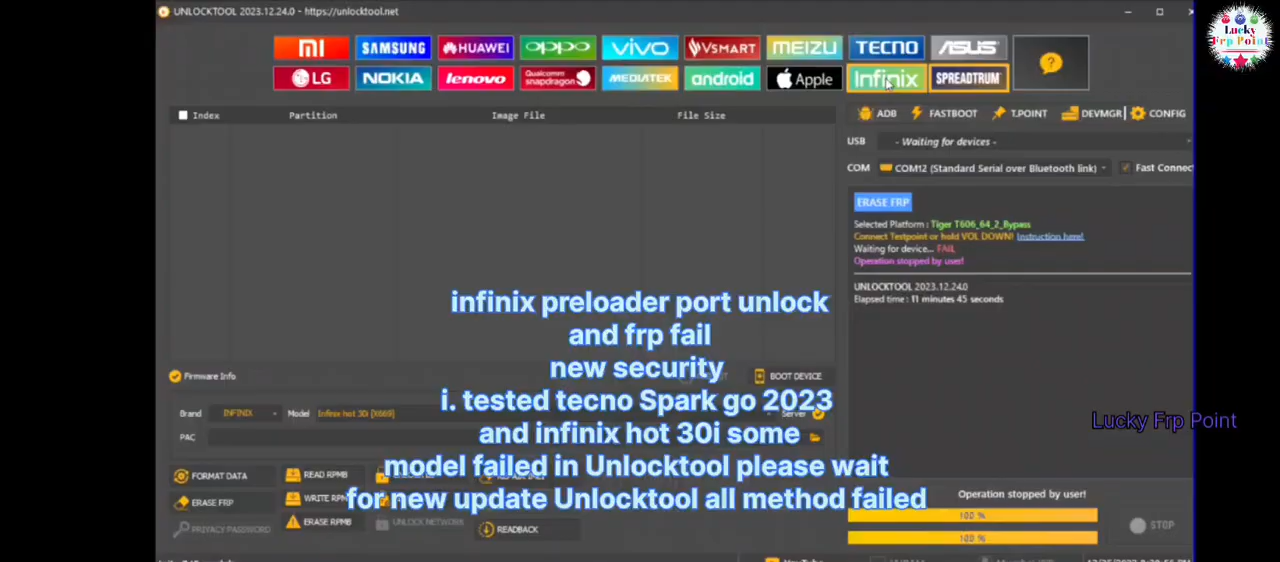 UNLOCKTOOL 2023.12.24.0 - https://unlocktool.net
Lucky
Frp Point
MI SAMSUNG HUAWEI oppo vivo VSMART MEIZU TECNO ASUS
LG NOKIA lenovo Qualcomm snapdragon MEDIATEK android Apple Infinix SPREADTRUM ?
Index Partition Image File File Size
ADB FASTBOOT T.POINT DEVMGR CONFIG
USB - Waiting for devices -
COM COM12 (Standard Serial over Bluetooth link) Fast Connec
ERASE FRP
Selected Platform : Tiger T606_64_2_Bypass
Connect Testpoint or hold VOL DOWN! Instruction here!
Waiting for device... FAIL
Operation stopped by user!
UNLOCKTOOL 2023.12.24.0
Elapsed time : 11 minutes 45 seconds
infinix preloader port unlock
and frp fail
new security
i. tested tecno Spark go 2023
and infinix hot 30i some
model failed in Unlocktool please wait
for new update Unlocktool all method failed
Lucky Frp Point
Firmware Info BOOT DEVICE
Brand INFINIX Model Infinix hot 30i [X669] Server
PAC
FORMAT DATA READ RPMB
ERASE FRP WRITE RPM
PRIVACY PASSWORD ERASE RPMB UNLOCK NETWORK READBACK
Operation stopped by user!
100 %
100 %
STOP